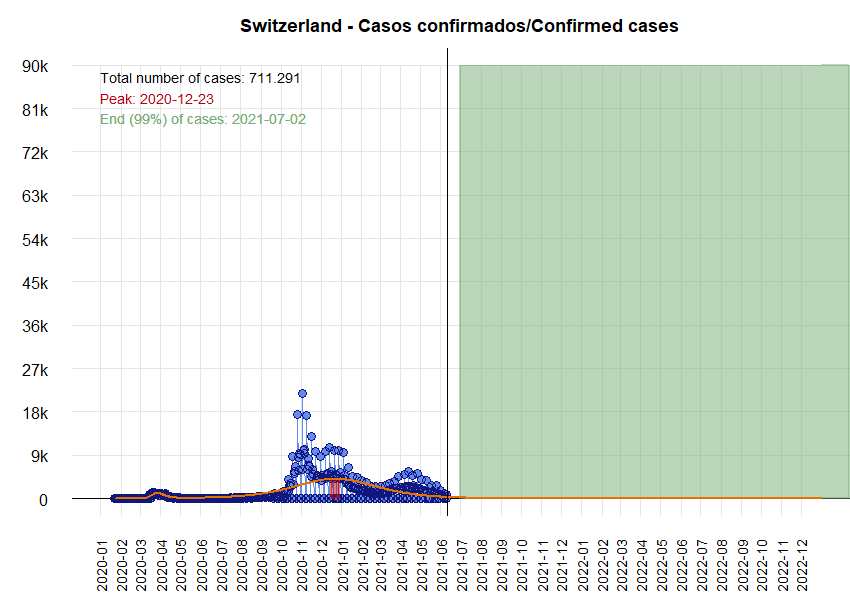 Switzerland - Casos confirmados/Confirmed cases
90k
81k
72k
63k
54k
45k
36k
27k
18k
9k
0
Total number of cases: 711.291
Peak: 2020-12-23
End (99%) of cases: 2021-07-02
2020-01
2020-02
2020-03
2020-04
2020-05
2020-06
2020-07
2020-08
2020-09
2020-10
2020-11
2020-12
2021-01
2021-02
2021-03
2021-04
2021-05
2021-06
2021-07
2021-08
2021-09
2021-10
2021-11
2021-12
2022-01
2022-02
2022-03
2022-04
2022-05
2022-06
2022-07
2022-08
2022-09
2022-10
2022-11
2022-12